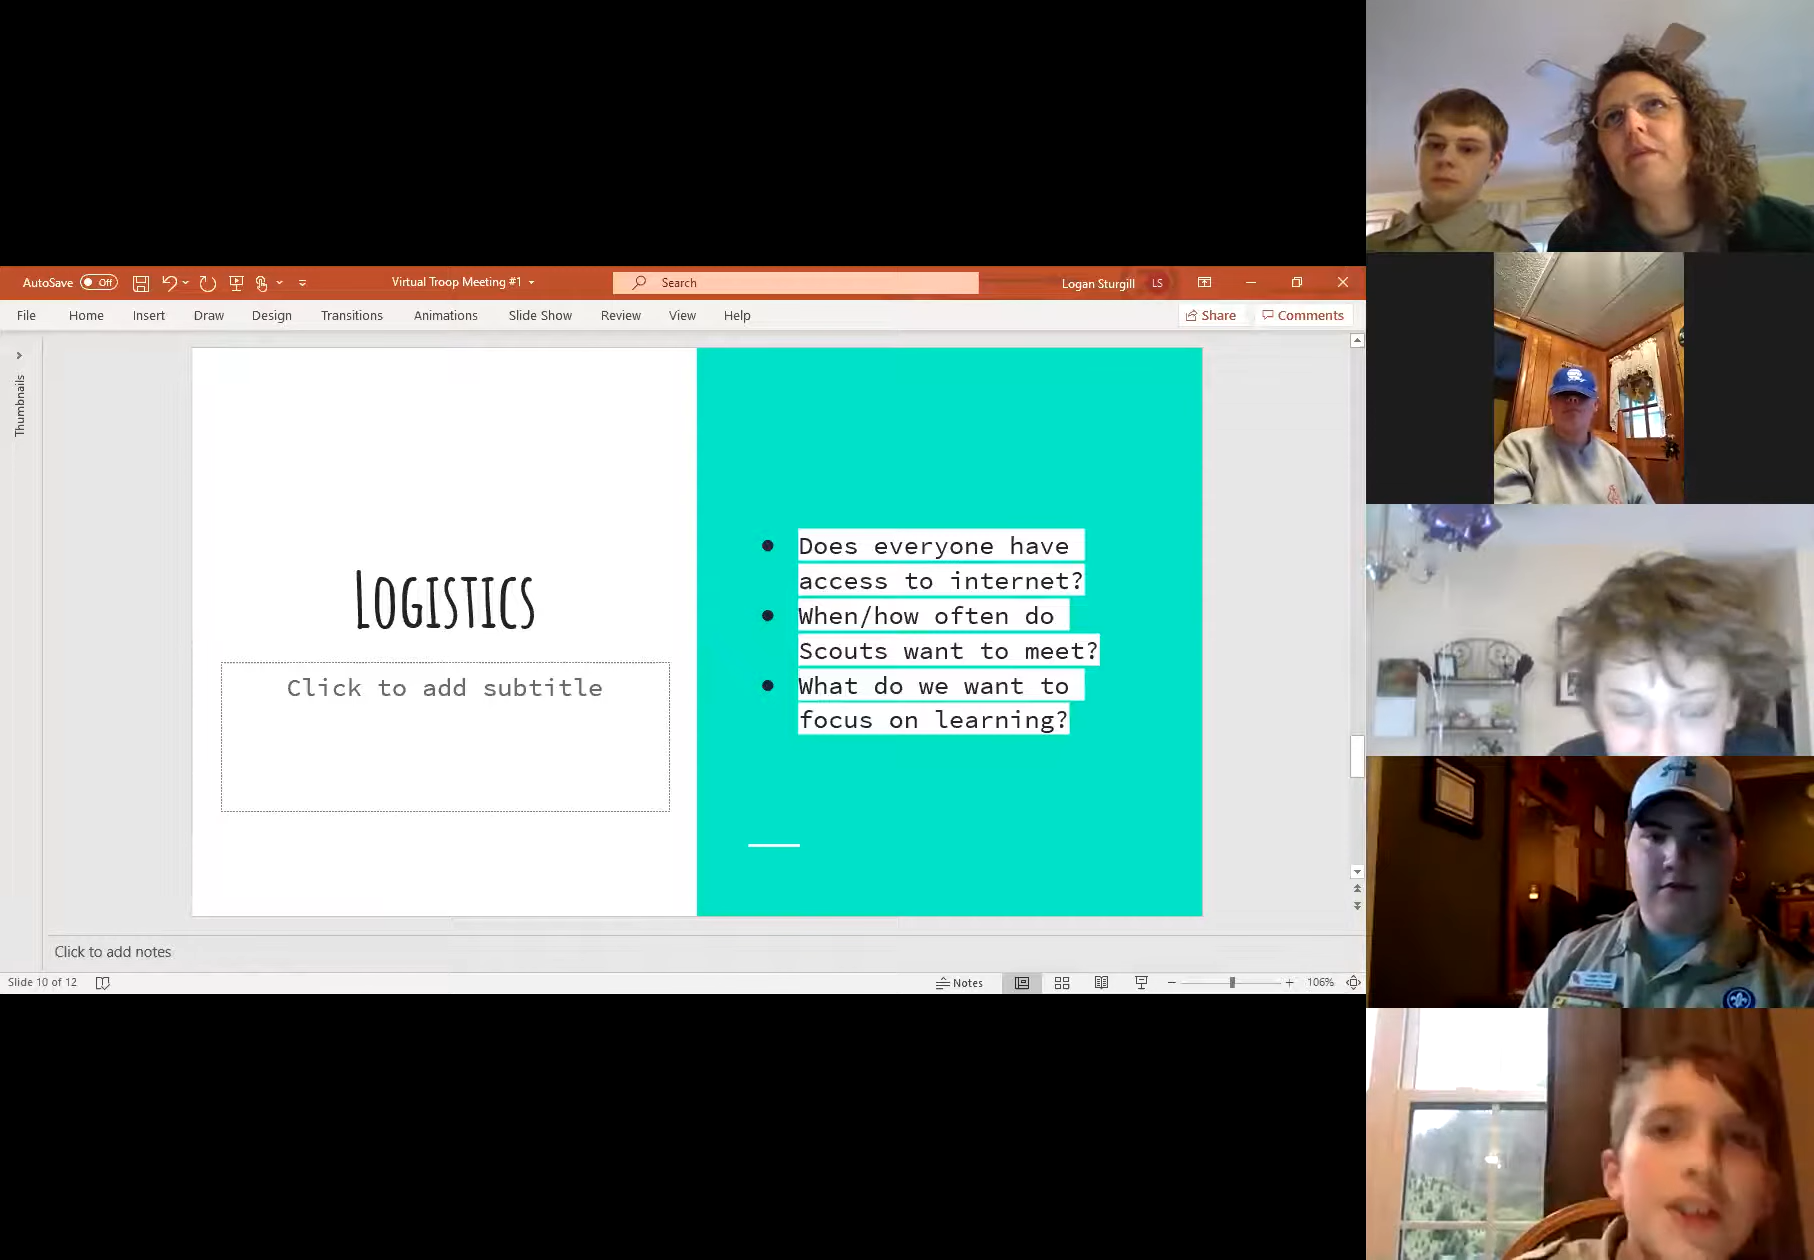 AutoSave Off Virtual Troop Meeting #1 Search Logan Sturgill LS
File Home Insert Draw Design Transitions Animations Slide Show Review View Help Share Comments
Thumbnails
Logistics
Click to add subtitle
Does everyone have
access to internet?
When/how often do
Scouts want to meet?
What do we want to
focus on learning?
Click to add notes
Slide 10 of 12 Notes 106%